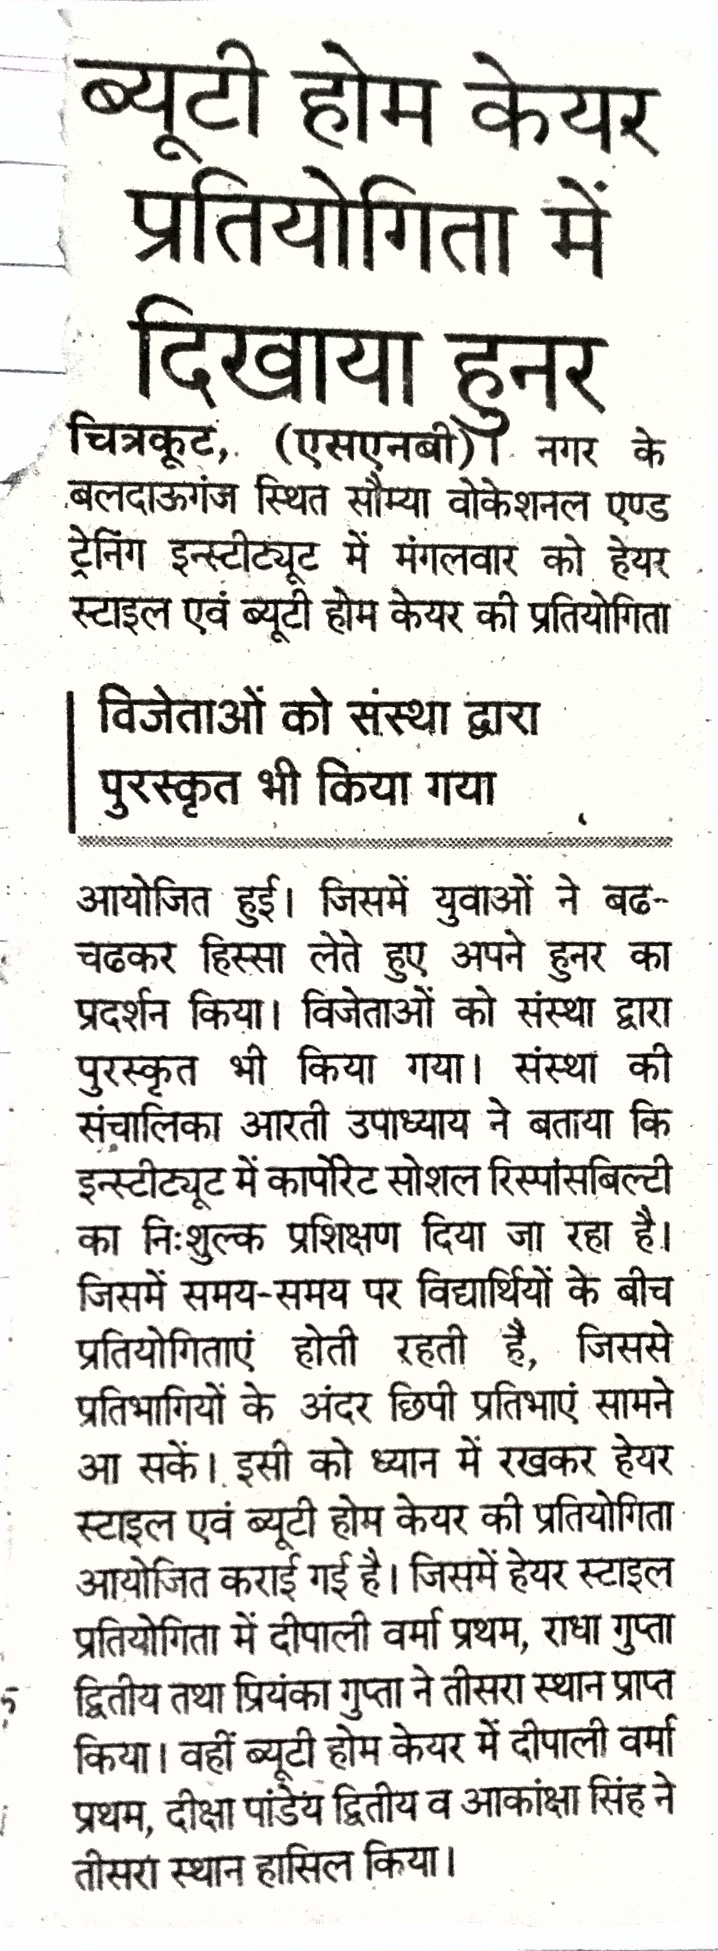 ब्यूटी होम केयर
प्रतियोगिता में
दिखाया हुनर
चित्रकूट, (एसएनबी)। नगर के
बलदाऊगंज स्थित सौम्या वोकेशनल एण्ड
ट्रेनिंग इन्स्टीट्यूट में मंगलवार को हेयर
स्टाइल एवं ब्यूटी होम केयर की प्रतियोगिता
विजेताओं को संस्था द्वारा
पुरस्कृत भी किया गया
आयोजित हुई। जिसमें युवाओं ने बढ-
चढकर हिस्सा लेते हुए अपने हुनर का
प्रदर्शन किया। विजेताओं को संस्था द्वारा
पुरस्कृत भी किया गया। संस्था की
संचालिका आरती उपाध्याय ने बताया कि
इन्स्टीट्यूट में कार्पोरेट सोशल रिस्पांसबिल्टी
का निःशुल्क प्रशिक्षण दिया जा रहा है।
जिसमें समय-समय पर विद्यार्थियों के बीच
प्रतियोगिताएं होती रहती है, जिससे
प्रतिभागियों के अंदर छिपी प्रतिभाएं सामने
आ सकें। इसी को ध्यान में रखकर हेयर
स्टाइल एवं ब्यूटी होम केयर की प्रतियोगिता
आयोजित कराई गई है। जिसमें हेयर स्टाइल
प्रतियोगिता में दीपाली वर्मा प्रथम, राधा गुप्ता
द्वितीय तथा प्रियंका गुप्ता ने तीसरा स्थान प्राप्त
किया। वहीं ब्यूटी होम केयर में दीपाली वर्मा
प्रथम, दीक्षा पांडेय द्वितीय व आकांक्षा सिंह ने
तीसरा स्थान हासिल किया।